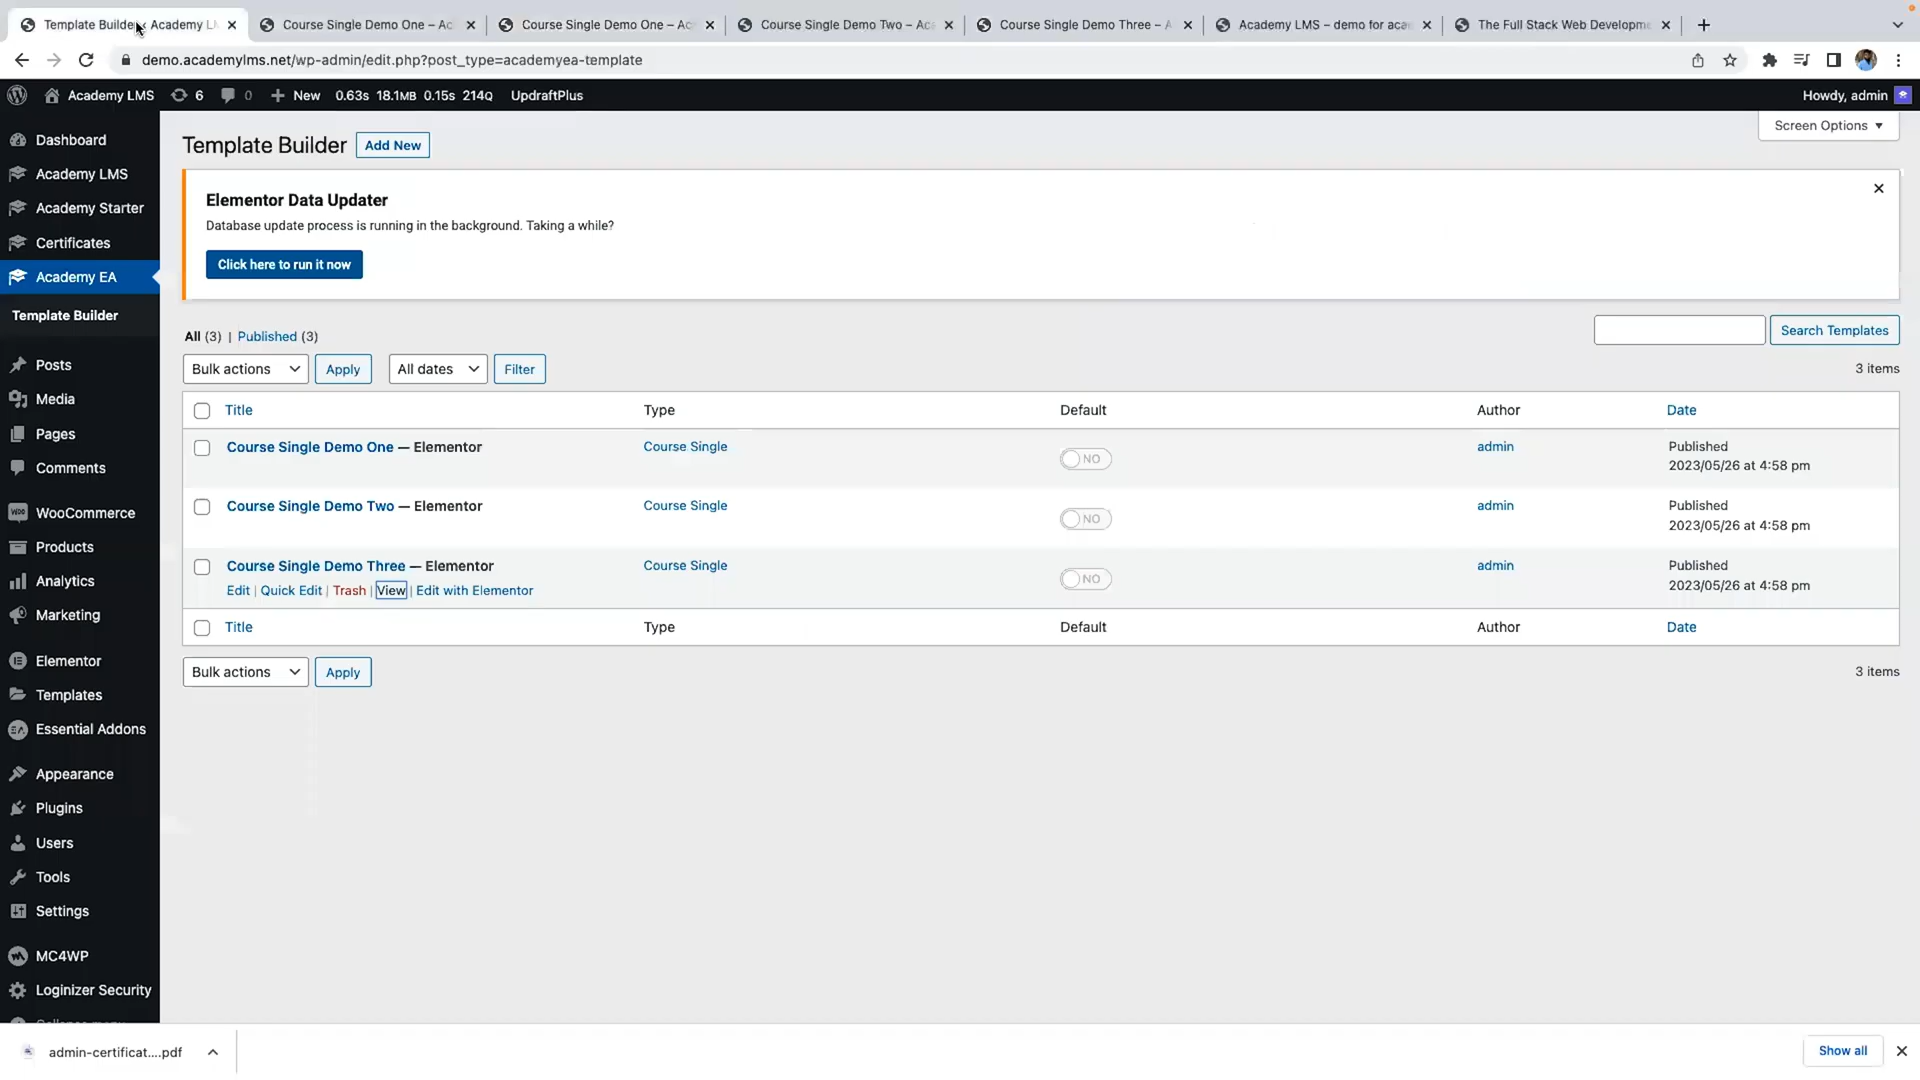 Template Builder ‹ Academy L
Course Single Demo One – Ac
Course Single Demo One – Ac
Course Single Demo Two – Aca
Course Single Demo Three – A
Academy LMS – demo for aca
The Full Stack Web Developm
demo.academylms.net/wp-admin/edit.php?post_type=academyea-template
Academy LMS
6
0
New
0.63s 18.1MB 0.15s 214Q
UpdraftPlus
Howdy, admin
Dashboard
Academy LMS
Academy Starter
Certificates
Academy EA
Template Builder
Posts
Media
Pages
Comments
WooCommerce
Products
Analytics
Marketing
Elementor
Templates
Essential Addons
Appearance
Plugins
Users
Tools
Settings
MC4WP
Loginizer Security
Template Builder
Add New
Screen Options
Elementor Data Updater
Database update process is running in the background. Taking a while?
Click here to run it now
All (3) | Published (3)
Search Templates
Bulk actions
Apply
All dates
Filter
3 items
Title Type Default Author Date
Course Single Demo One — Elementor Course Single NO admin Published
2023/05/26 at 4:58 pm
Course Single Demo Two — Elementor Course Single NO admin Published
2023/05/26 at 4:58 pm
Course Single Demo Three — Elementor Course Single NO admin Published
Edit | Quick Edit | Trash | View | Edit with Elementor 2023/05/26 at 4:58 pm
Title Type Default Author Date
Bulk actions
Apply
3 items
admin-certificat....pdf
Show all